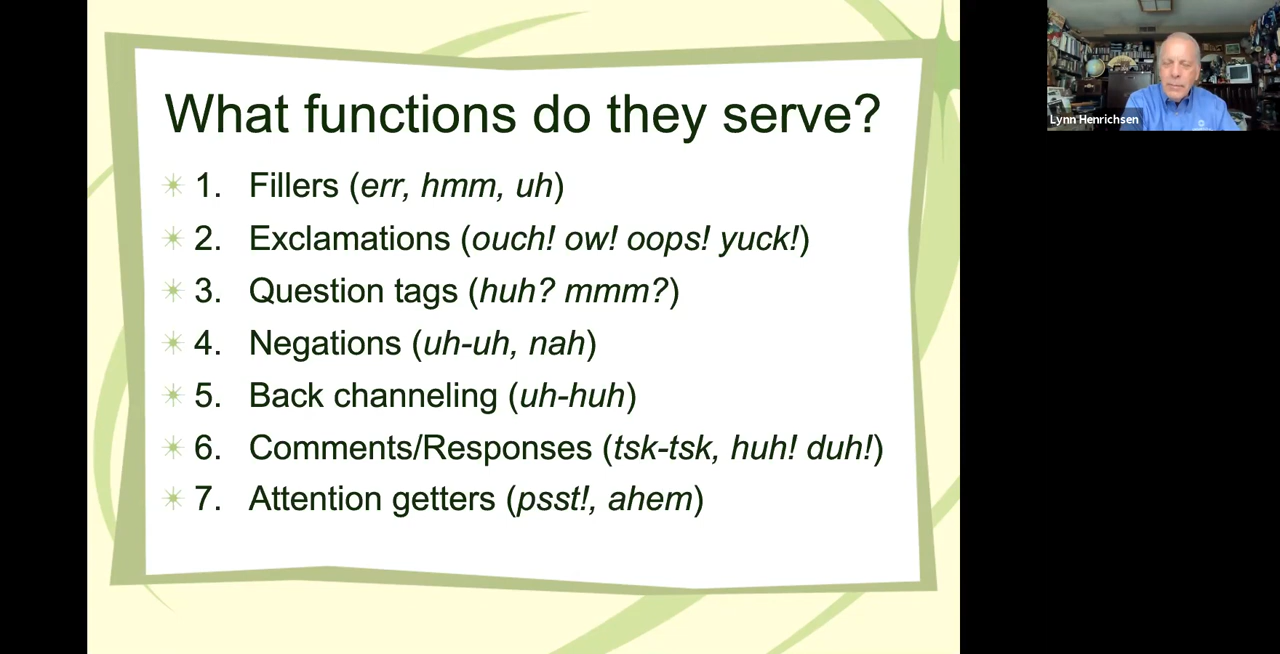 What functions do they serve?
1. Fillers (err, hmm, uh)
2. Exclamations (ouch! ow! oops! yuck!)
3. Question tags (huh? mmm?)
4. Negations (uh-uh, nah)
5. Back channeling (uh-huh)
6. Comments/Responses (tsk-tsk, huh! duh!)
7. Attention getters (psst!, ahem)
Lynn Henrichsen